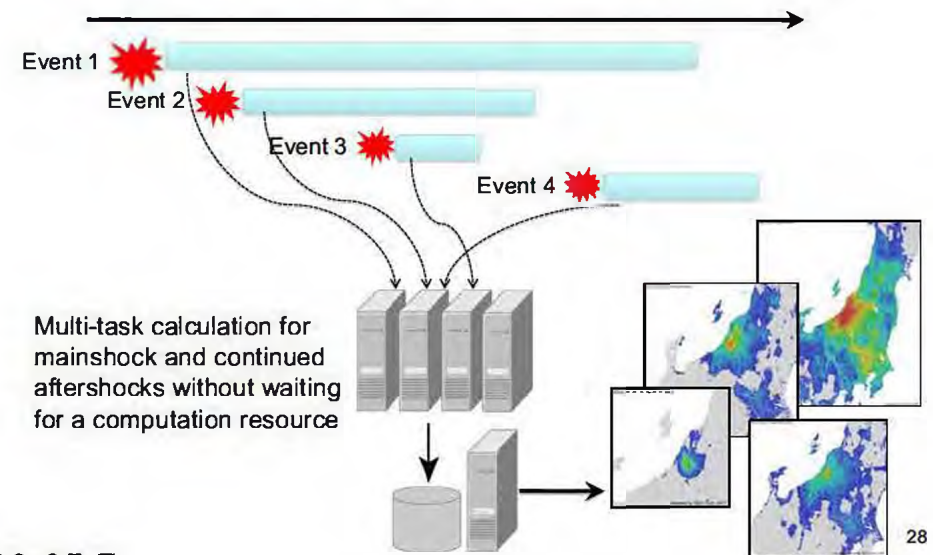 Event 1
Event 2
Event 3
Event 4
Multi-task calculation for
mainshock and continued
aftershocks without waiting
for a computation resource
28